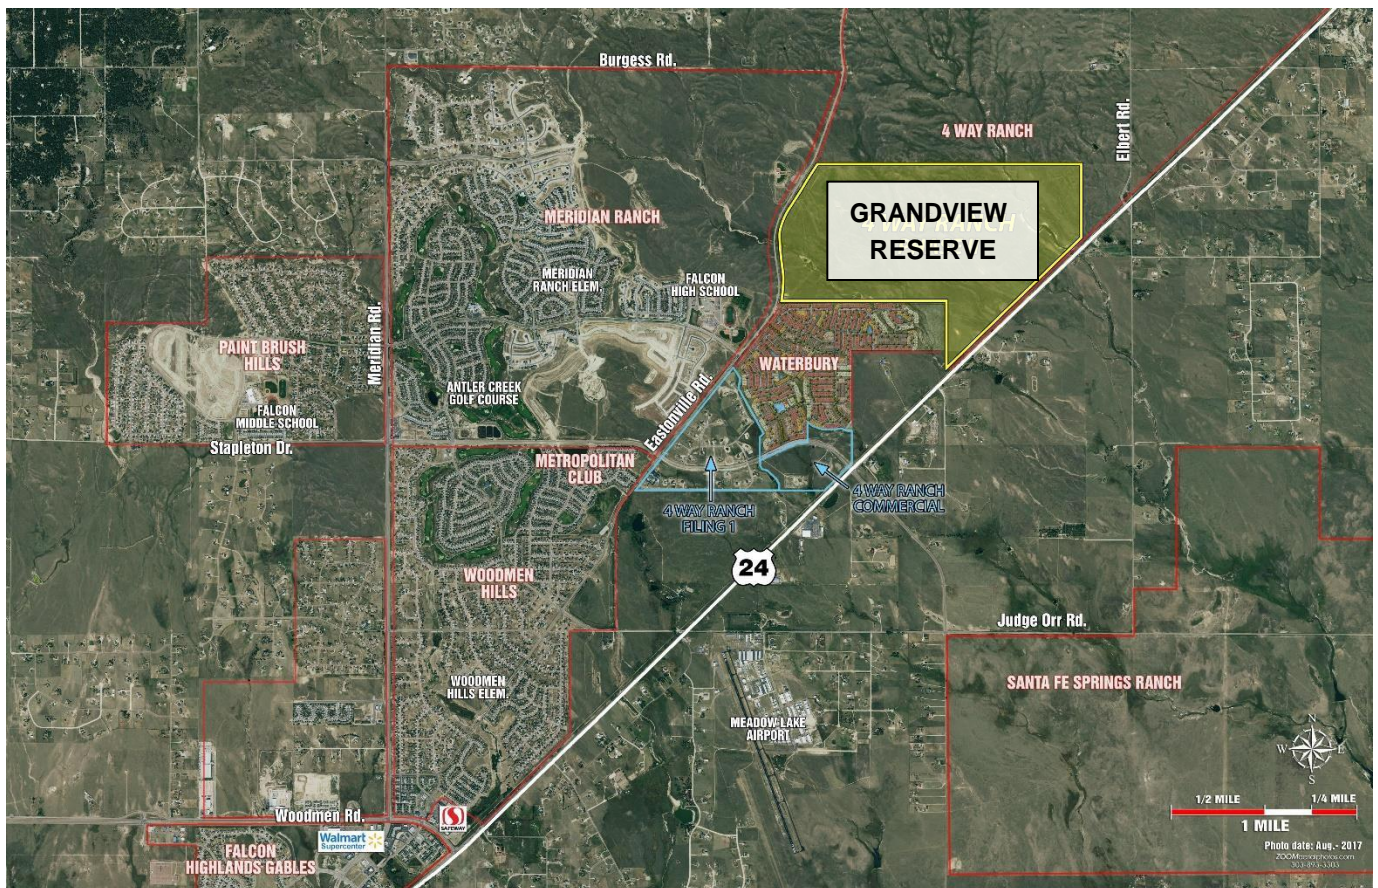 Burgess Rd.
4 WAY RANCH
Elbert Rd.
GRANDVIEW
RESERVE
MERIDIAN RANCH
MERIDIAN
RANCH ELEM.
FALCON
HIGH SCHOOL
Meridian Rd.
PAINT BRUSH
HILLS
WATERBURY
ANTLER CREEK
GOLF COURSE
Eastonville Rd.
FALCON
MIDDLE SCHOOL
Stapleton Dr.
METROPOLITAN
CLUB
4 WAY RANCH
FILING 1
4 WAY RANCH
COMMERCIAL
24
WOODMEN
HILLS
Judge Orr Rd.
WOODMEN
HILLS ELEM.
SANTA FE SPRINGS RANCH
MEADOW LAKE
AIRPORT
N
W E
S
1/2 MILE 1/4 MILE
1 MILE
Woodmen Rd.
SAFEWAY
Walmart
Supercenter
FALCON
HIGHLANDS GABLES
Photo date: Aug.- 2017
303-893-3303